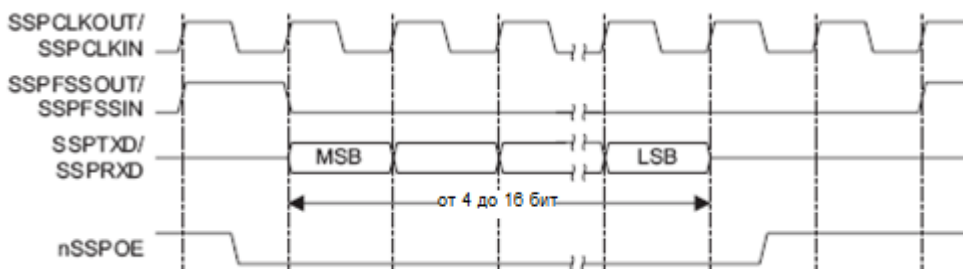 SSPCLKOUT/
SSPCLKIN
SSPFSSOUT/
SSPFSSIN
SSPTXD/
SSPRXD
MSB
LSB
от 4 до 16 бит
nSSPOE